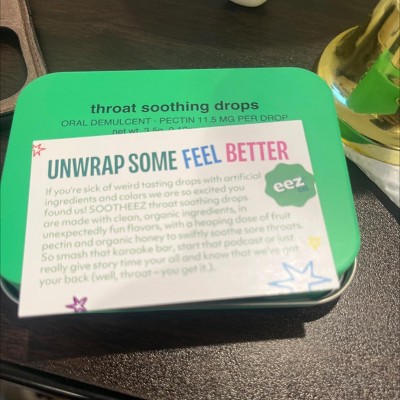 throat soothing drops
ORAL DEMULCENT - PECTIN 11.5 MG PER DROP
net wt.
UNWRAP SOME FEEL BETTER
If you're sick of weird tasting drops with artificial
ingredients and colors we are so excited you
found us! SOOTHEEZ throat soothing drops
are made with clean, organic ingredients, in
unexpectedly fun flavors, with a heaping dose of fruit
pectin and organic honey to swiftly soothe sore throats.
So smash that karaoke bar, start that podcast or just
really give story time your all and know that we've got
your back (well, throat – you get it.).
eez